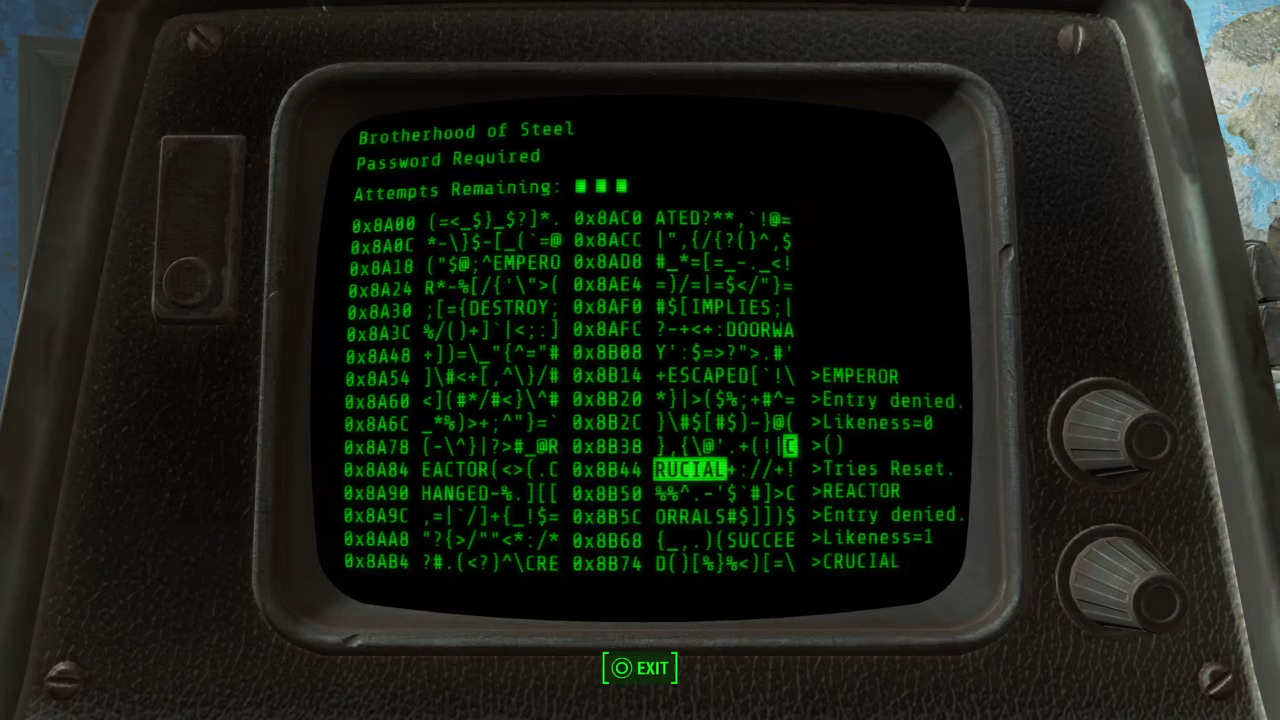 Brotherhood of Steel
Password Required
Attempts Remaining: ■ ■ ■
0x8A00 (=<_$}_$?]*. 0x8AC0 ATED?**,`!@=
0x8A0C *-\}$-[_(`=@ 0x8ACC |",{/{?(}^,$
0x8A18 ("$@;^EMPERO 0x8AD8 #_*=[=_-._<!
0x8A24 R*-%[/{'\">( 0x8AE4 =)/=|=$</"}=
0x8A30 ;[={DESTROY; 0x8AF0 #$[IMPLIES;|
0x8A3C %/()+]`|<;:] 0x8AFC ?-+<+:DOORWA
0x8A48 +])=\_"{^="# 0x8B08 Y':$=>?">.#'
0x8A54 ]\#<+[,^\}/# 0x8B14 +ESCAPED[`!\ >EMPEROR
0x8A60 <](#*/#<}\^# 0x8B20 *}|>($%;+#^= >Entry denied.
0x8A6C _*%)>+;^"}=` 0x8B2C }\#$[#$)-}@( >Likeness=0
0x8A78 (-\^}|?>#_@R 0x8B38 },{\@'.+(!|C >()
0x8A84 EACTOR(<>(.C 0x8B44 RUCIAL+://+! >Tries Reset.
0x8A90 HANGED-%.][[ 0x8B50 %%^.-'$`#]>C >REACTOR
0x8A9C ,=|`/]+{_!$= 0x8B5C ORRALS#$]])$ >Entry denied.
0x8AA8 "?{>/""<*:/* 0x8B68 {_,.)(SUCCEE >Likeness=1
0x8AB4 ?#.(<?)^\CRE 0x8B74 D()[%}%<)[=\ >CRUCIAL
EXIT